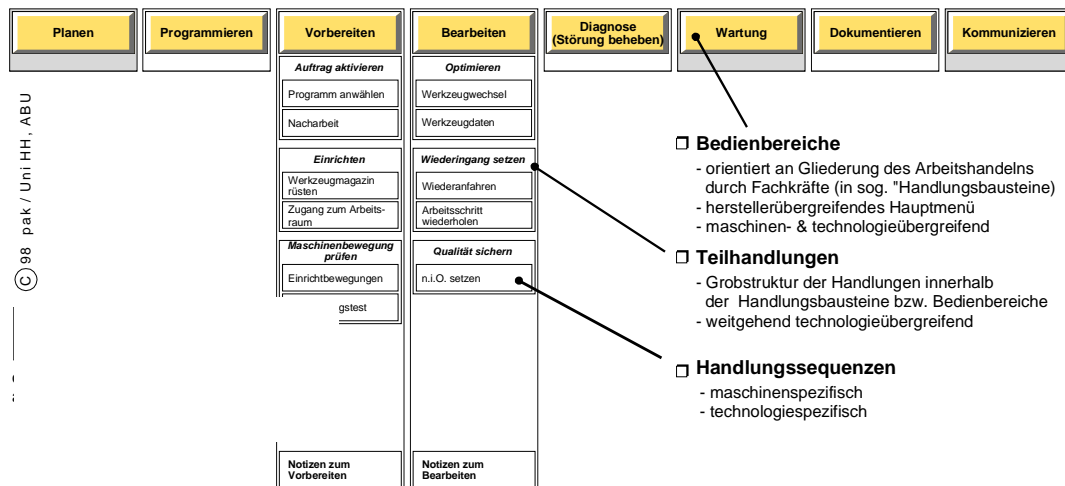 Planen
Programmieren
Vorbereiten
Bearbeiten
Diagnose
(Störung beheben)
Wartung
Dokumentieren
Kommunizieren
Auftrag aktivieren
Programm anwählen
Nacharbeit
Einrichten
Werkzeugmagazin
rüsten
Zugang zum Arbeits-
raum
Maschinenbewegung
prüfen
Einrichtbewegungen
gstest
Notizen zum
Vorbereiten
Optimieren
Werkzeugwechsel
Werkzeugdaten
Wiederingang setzen
Wiederanfahren
Arbeitsschritt
wiederholen
Qualität sichern
n.i.O. setzen
Notizen zum
Bearbeiten
Bedienbereiche
- orientiert an Gliederung des Arbeitshandelns
durch Fachkräfte (in sog. "Handlungsbausteine)
- herstellerübergreifendes Hauptmenü
- maschinen- & technologieübergreifend
Teilhandlungen
- Grobstruktur der Handlungen innerhalb
der Handlungsbausteine bzw. Bedienbereiche
- weitgehend technologieübergreifend
Handlungssequenzen
- maschinenspezifisch
- technologiespezifisch
© 98 pak / Uni HH, ABU